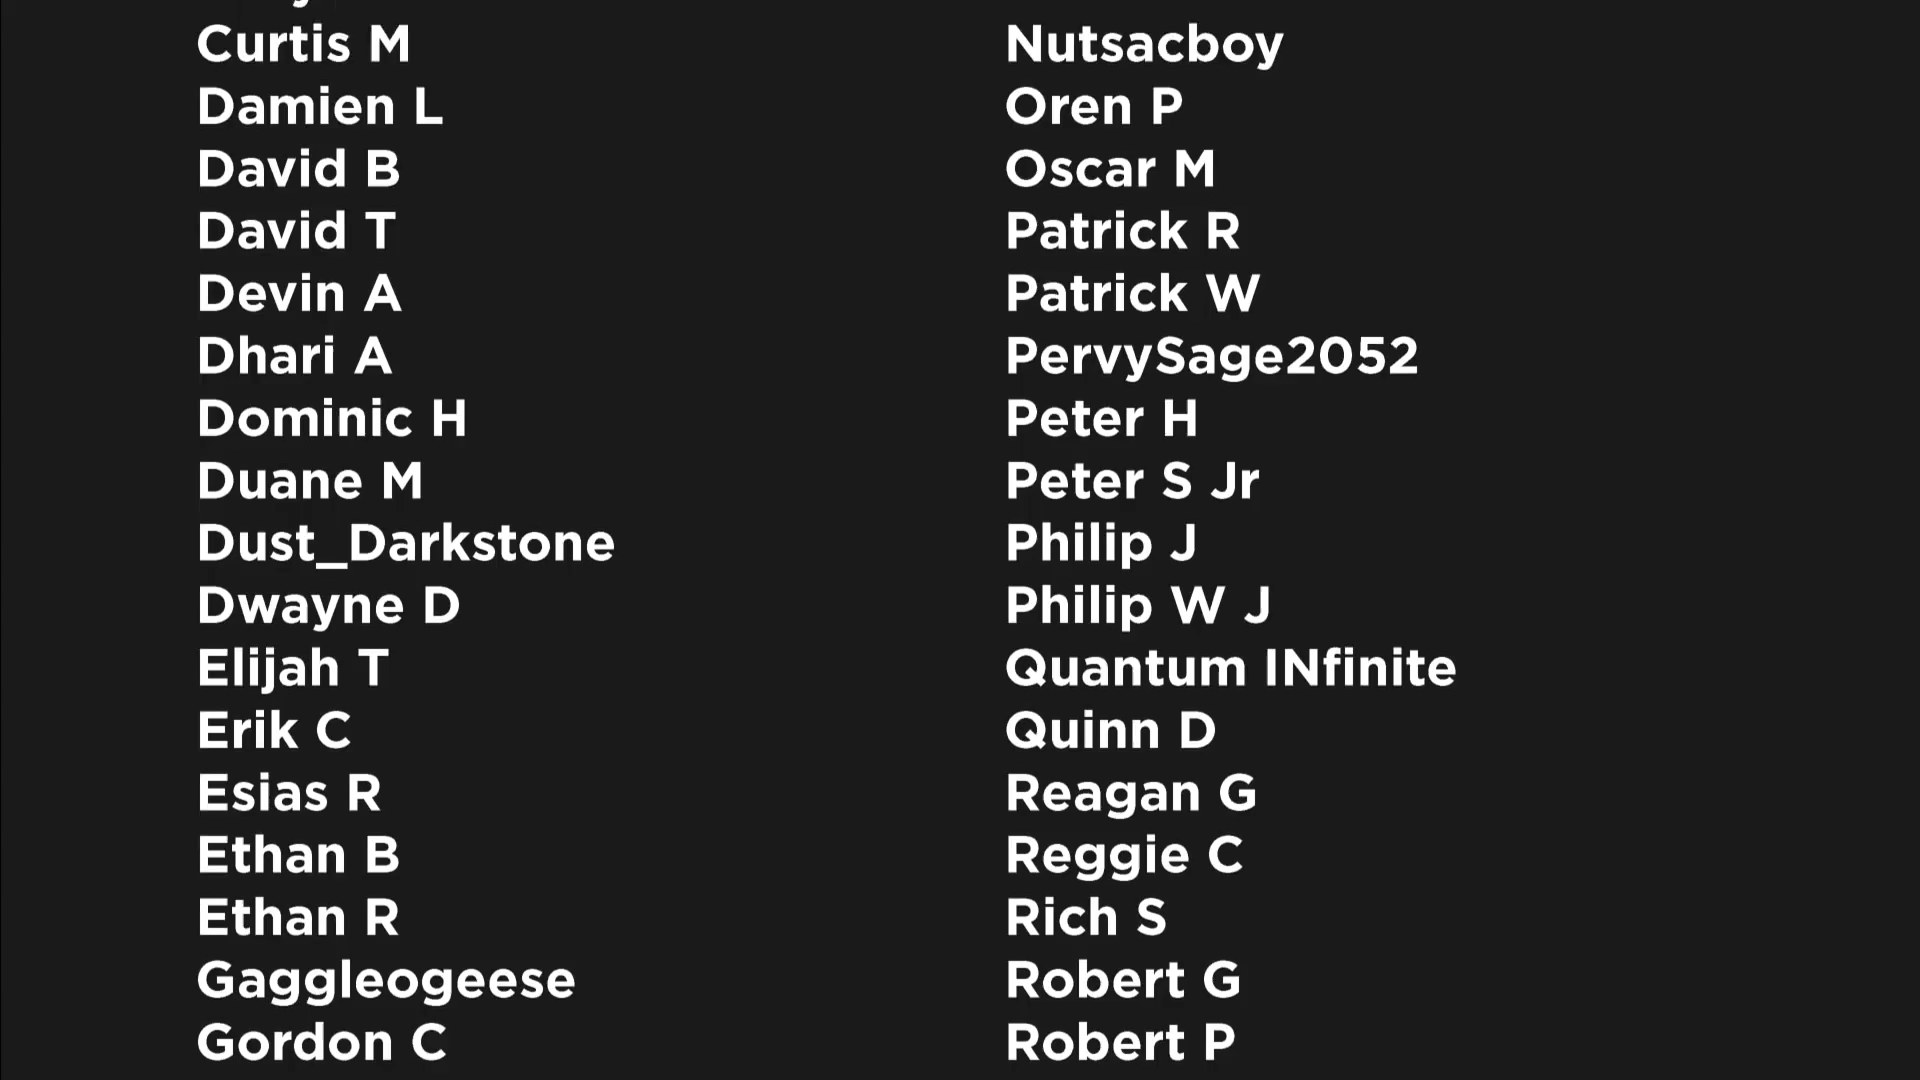 Curtis M
Damien L
David B
David T
Devin A
Dhari A
Dominic H
Duane M
Dust_Darkstone
Dwayne D
Elijah T
Erik C
Esias R
Ethan B
Ethan R
Gaggleogeese
Gordon C
Nutsacboy
Oren P
Oscar M
Patrick R
Patrick W
PervySage2052
Peter H
Peter S Jr
Philip J
Philip W J
Quantum INfinite
Quinn D
Reagan G
Reggie C
Rich S
Robert G
Robert P